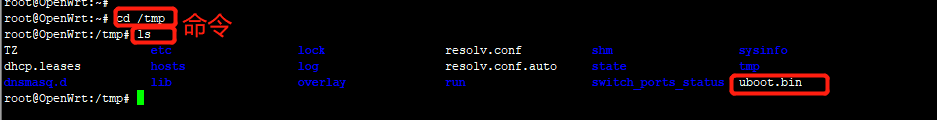 root@OpenWrt:~#
root@OpenWrt:~# cd /tmp 命令
root@OpenWrt:/tmp# ls
TZ etc lock resolv.conf shm sysinfo
dhcp.leases hosts log resolv.conf.auto state tmp
dnsmasq.d lib overlay run switch_ports_status uboot.bin
root@OpenWrt:/tmp#